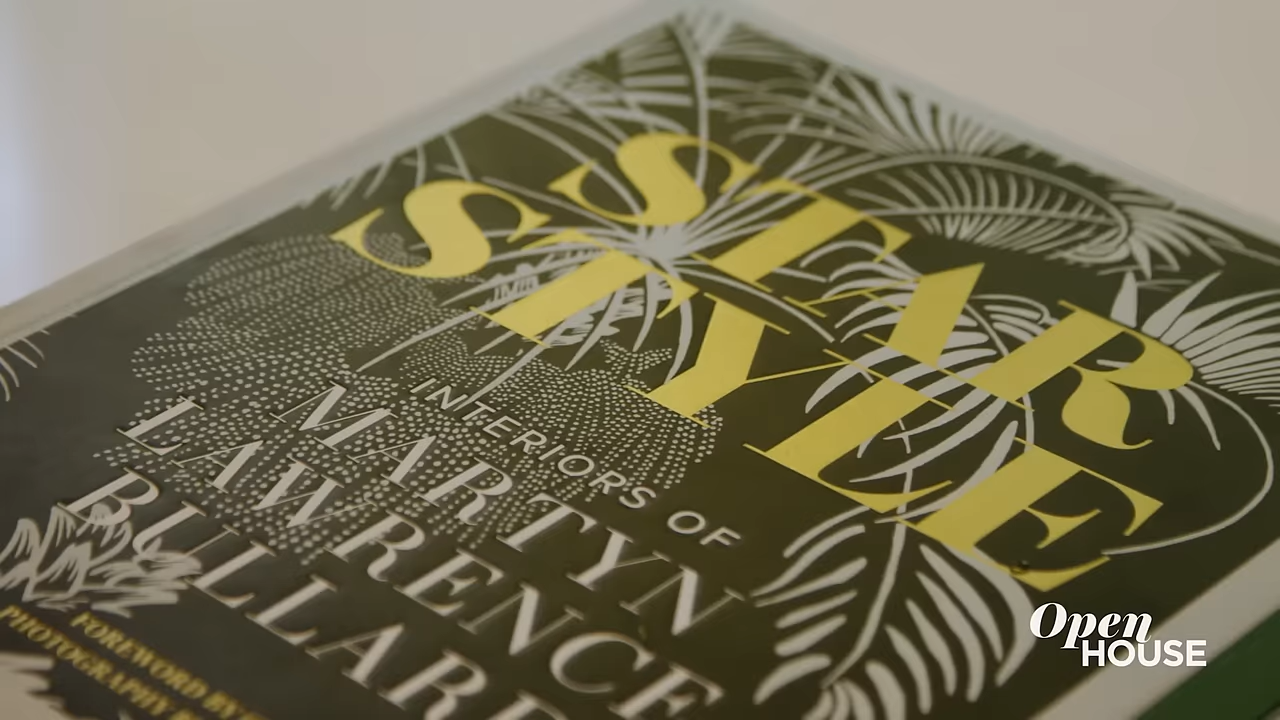 STAR
STYLE
INTERIORS OF
MARTYN
LAWRENCE
BULLARD
FOREWORD BY
PHOTOGRAPHY
Open
HOUSE